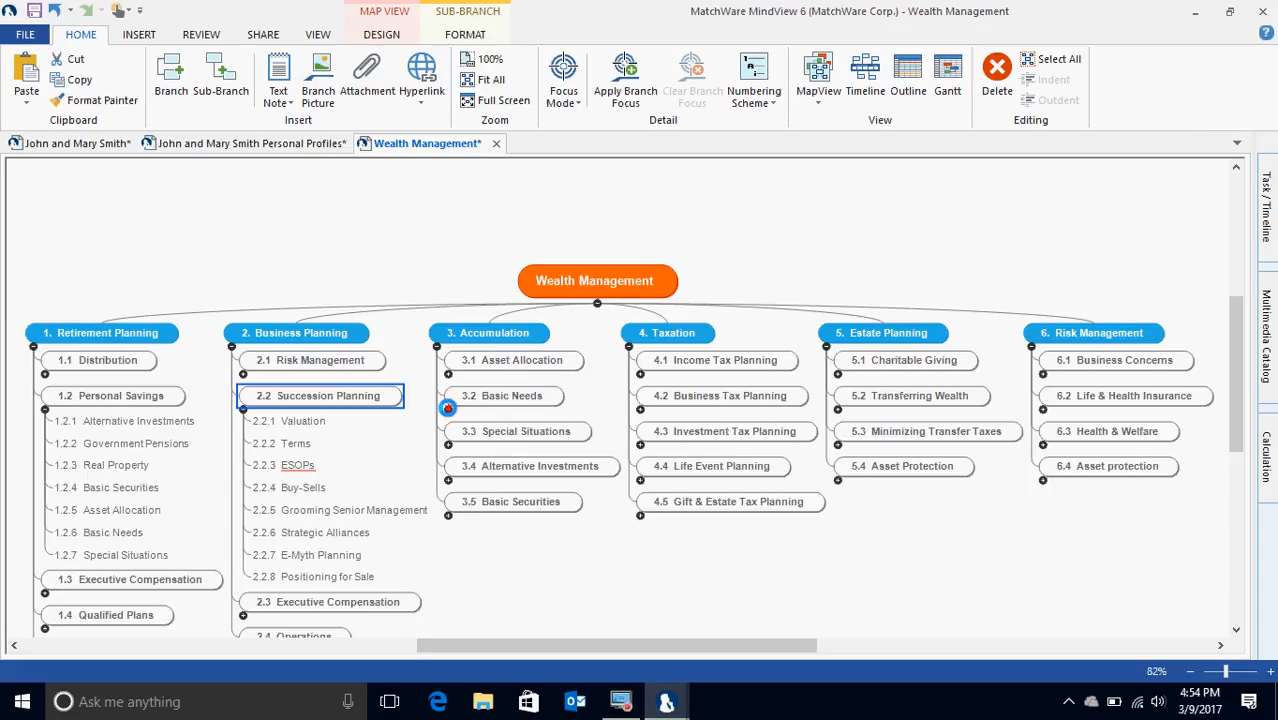 MAP VIEW SUB-BRANCH
MatchWare MindView 6 (MatchWare Corp.) - Wealth Management
FILE HOME INSERT REVIEW SHARE VIEW DESIGN FORMAT
Paste
Cut
Copy
Format Painter
Clipboard
Branch
Sub-Branch
Text Note
Branch Picture
Attachment
Hyperlink
Insert
100%
Fit All
Full Screen
Zoom
Focus Mode
Apply Branch Focus
Clear Branch Focus
Numbering Scheme
Detail
MapView
Timeline
Outline
Gantt
View
Delete
Select All
Indent
Outdent
Editing
John and Mary Smith*
John and Mary Smith Personal Profiles*
Wealth Management*
Wealth Management
1. Retirement Planning
1.1 Distribution
1.2 Personal Savings
1.2.1 Alternative Investments
1.2.2 Government Pensions
1.2.3 Real Property
1.2.4 Basic Securities
1.2.5 Asset Allocation
1.2.6 Basic Needs
1.2.7 Special Situations
1.3 Executive Compensation
1.4 Qualified Plans
2. Business Planning
2.1 Risk Management
2.2 Succession Planning
2.2.1 Valuation
2.2.2 Terms
2.2.3 ESOPs
2.2.4 Buy-Sells
2.2.5 Grooming Senior Management
2.2.6 Strategic Alliances
2.2.7 E-Myth Planning
2.2.8 Positioning for Sale
2.3 Executive Compensation
Operations
3. Accumulation
3.1 Asset Allocation
3.2 Basic Needs
3.3 Special Situations
3.4 Alternative Investments
3.5 Basic Securities
4. Taxation
4.1 Income Tax Planning
4.2 Business Tax Planning
4.3 Investment Tax Planning
4.4 Life Event Planning
4.5 Gift & Estate Tax Planning
5. Estate Planning
5.1 Charitable Giving
5.2 Transferring Wealth
5.3 Minimizing Transfer Taxes
5.4 Asset Protection
6. Risk Management
6.1 Business Concerns
6.2 Life & Health Insurance
6.3 Health & Welfare
6.4 Asset protection
Task / Timeline
Multimedia Catalog
Calculation
82%
Ask me anything
4:54 PM
3/9/2017